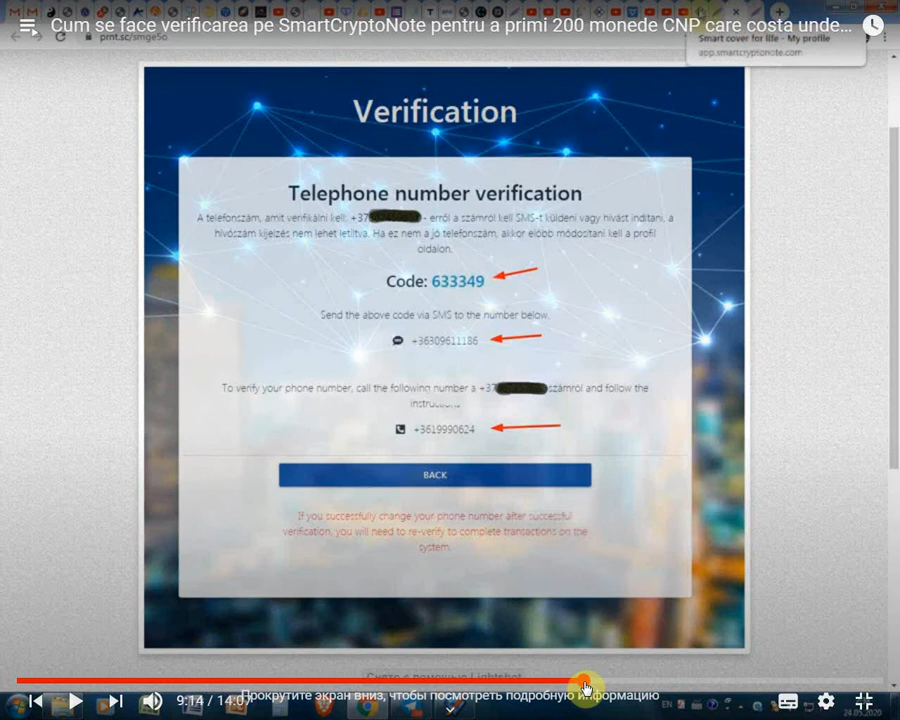 Cum se face verificarea pe SmartCryptoNote pentru a primi 200 monede CNP care costa unde...
prnt.sc/smge5o
Smart cover for life - My profile
app.smartcryptonote.com
Verification
Telephone number verification
A telefonszám, amit verifikálni kell: +37 - erről a számról kell SMS-t küldeni vagy hívást indítani, a
hívószám kijelzés nem lehet letiltva. Ha ez nem a jó telefonszám, akkor előbb módosítani kell a profil
oldalon.
Code: 633349
Send the above code via SMS to the number below.
+36309611186
To verify your phone number, call the following number a +37 számról and follow the
instructions.
+3619990624
BACK
If you successfully change your phone number after successful
verification, you will need to re-verify to complete transactions on the
system.
Снято с помощью Lightshot
9:14 / 14:07
Прокрутите экран вниз, чтобы посмотреть подробную информацию
EN
24.05.2020